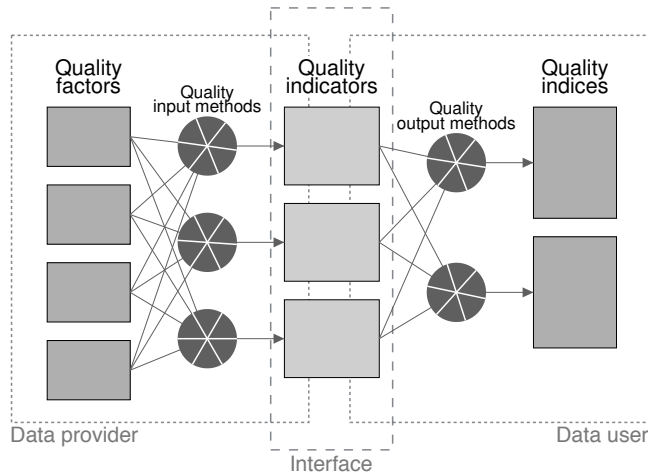 Quality
factors
Quality
input methods
Quality
indicators
Quality
output methods
Quality
indices
Data provider
Interface
Data user